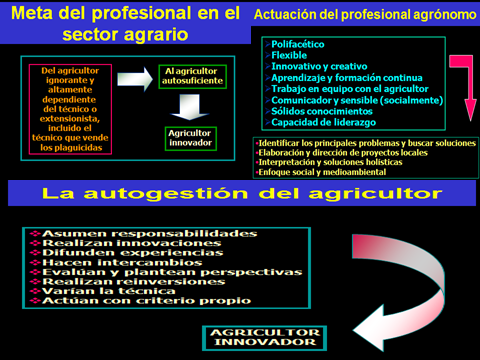 Meta del profesional en el
sector agrario
Del agricultor
ignorante y
altamente
dependiente
del técnico o
extensionista,
incluido el
técnico que vende
los plaguicidas
Al agricultor
autosuficiente
Agricultor
innovador
Actuación del profesional agrónomo
Polifacético
Flexible
Innovativo y creativo
Aprendizaje y formación continua
Trabajo en equipo con el agricultor
Comunicador y sensible (socialmente)
Sólidos conocimientos
Capacidad de liderazgo
•Identificar los principales problemas y buscar soluciones
•Elaboración y dirección de proyectos locales
•Interpretación y soluciones holísticas
•Enfoque social y medioambiental
La autogestión del agricultor
Asumen responsabilidades
Realizan innovaciones
Difunden experiencias
Hacen intercambios
Evalúan y plantean perspectivas
Realizan reinversiones
Varían la técnica
Actúan con criterio propio
AGRICULTOR
INNOVADOR